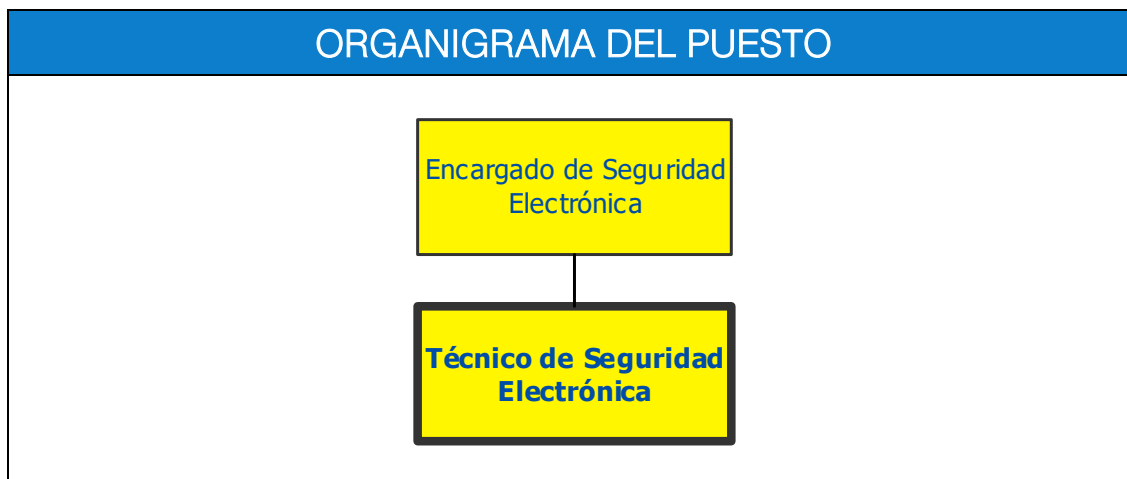 ORGANIGRAMA DEL PUESTO
Encargado de Seguridad
Electrónica
Técnico de Seguridad
Electrónica